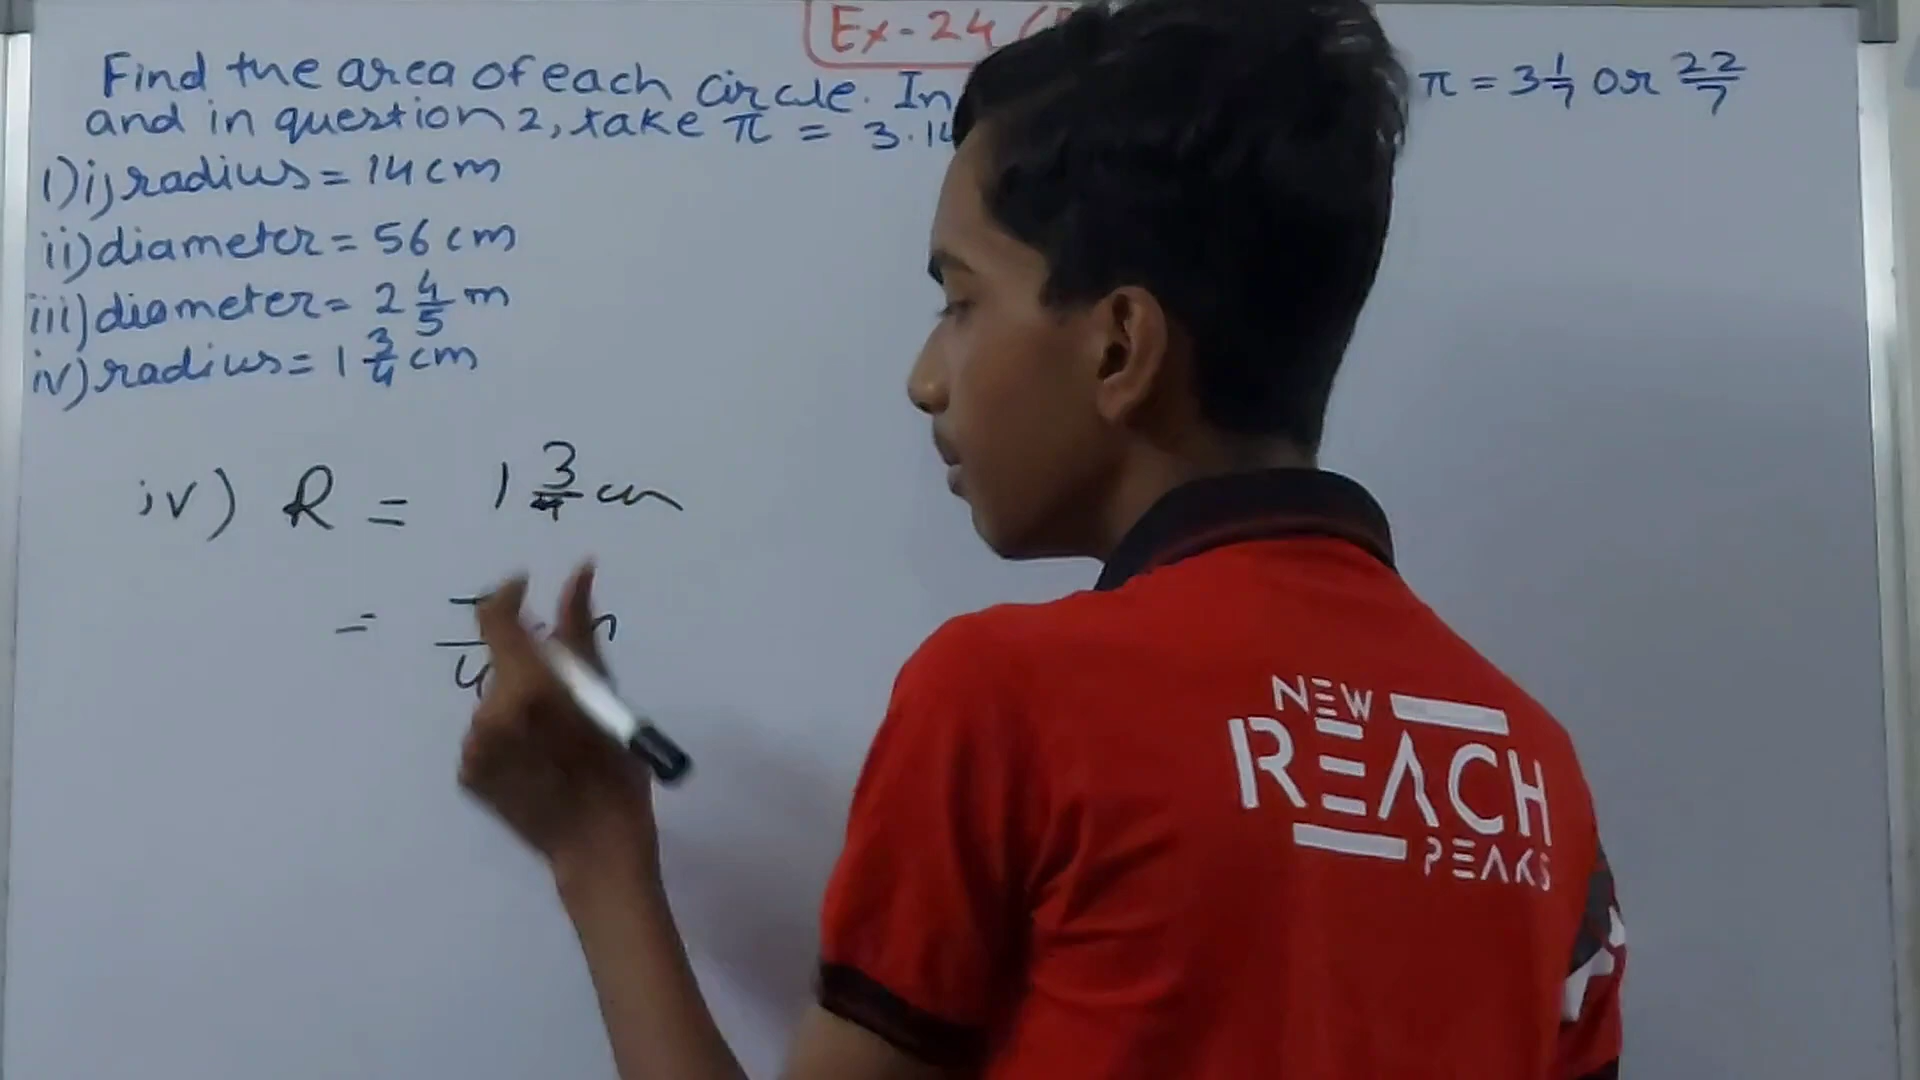 Ex-24 (
Find the area of each circle. In π = 3 1/7 or 22/7
and in question 2, take π = 3.14
1) i) radius = 14 cm
ii) diameter = 56 cm
iii) diameter = 2 4/5 m
iv) radius = 1 3/4 cm
iv) R = 1 3/4 cm
= 4
NEW
REACH
PEAKS